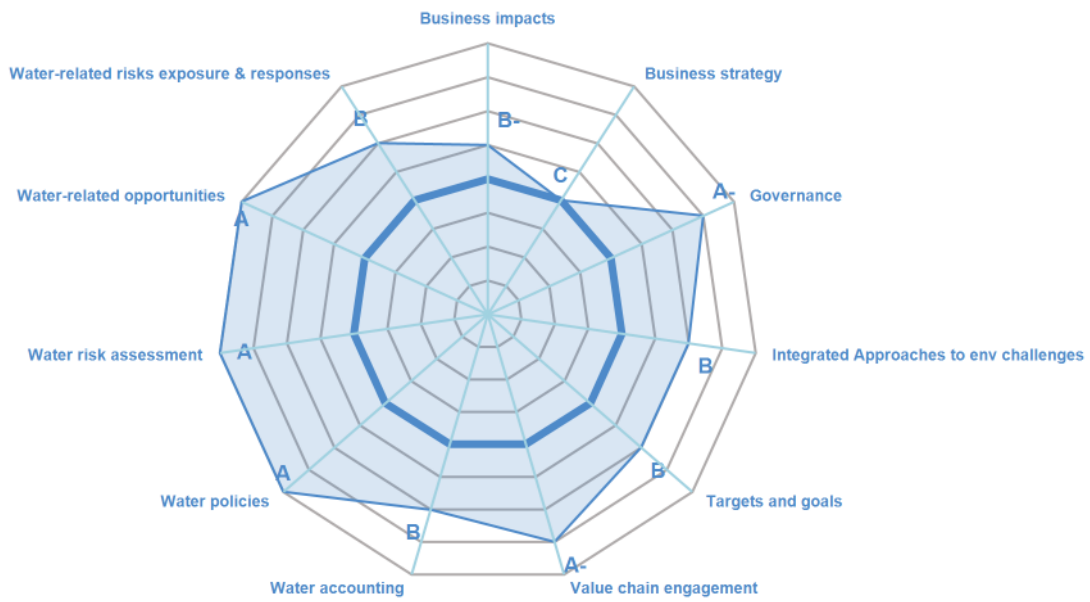 Business impacts
Water-related risks exposure & responses
Business strategy
B
B-
C
Water-related opportunities
A
A-
Governance
Water risk assessment
A
B
Integrated Approaches to env challenges
A
B
Water policies
Targets and goals
B
A-
Water accounting
Value chain engagement